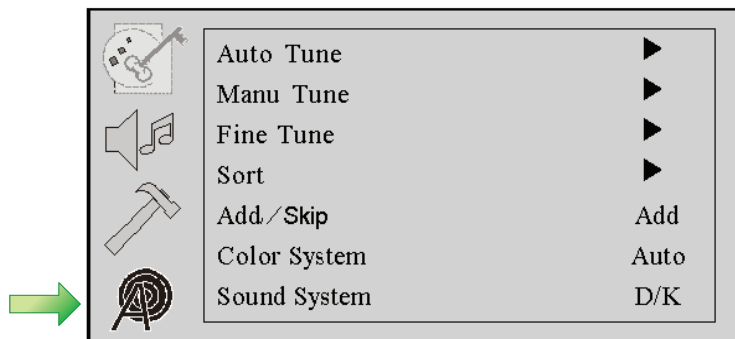 Auto Tune
Manu Tune
Fine Tune
Sort
Add/Skip Add
Color System Auto
Sound System D/K